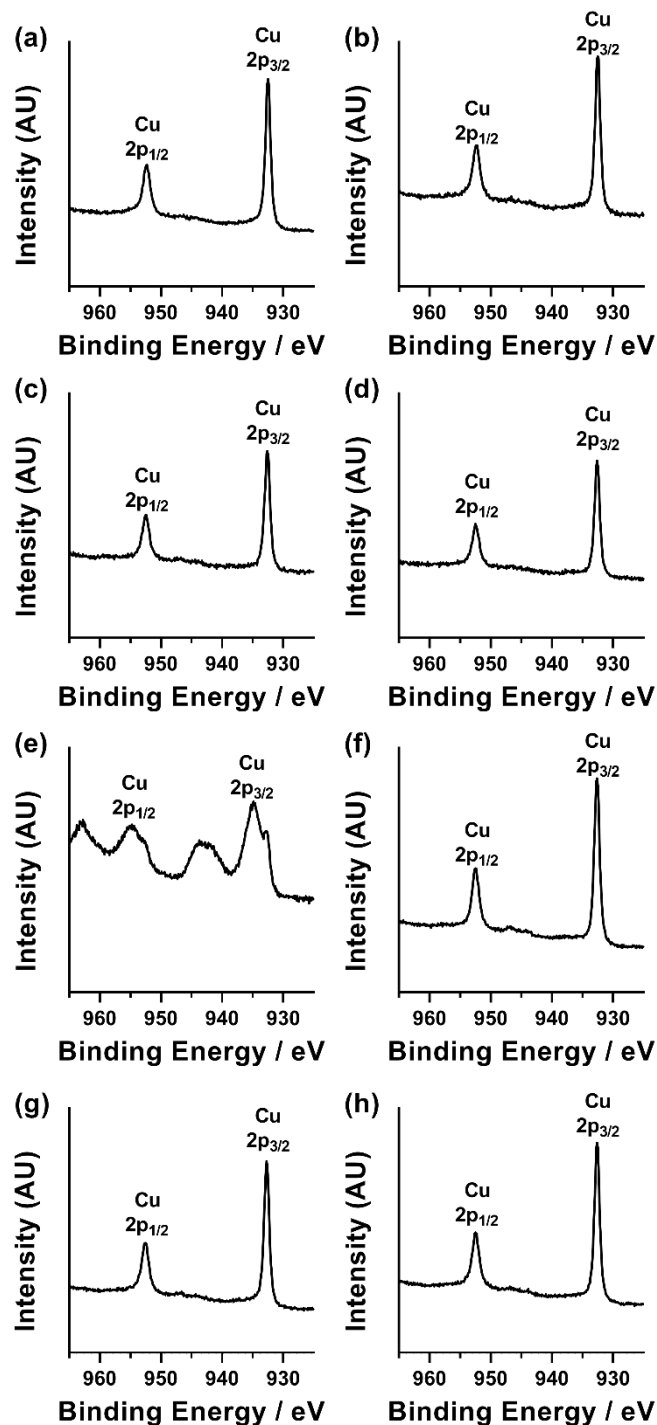 (a)
Cu
2p3/2
Cu
2p1/2
Intensity (AU)
960 950 940 930
Binding Energy / eV
(b)
Cu
2p3/2
Cu
2p1/2
Intensity (AU)
960 950 940 930
Binding Energy / eV
(c)
Cu
2p3/2
Cu
2p1/2
Intensity (AU)
960 950 940 930
Binding Energy / eV
(d)
Cu
2p3/2
Cu
2p1/2
Intensity (AU)
960 950 940 930
Binding Energy / eV
(e)
Cu
2p3/2
Cu
2p1/2
Intensity (AU)
960 950 940 930
Binding Energy / eV
(f)
Cu
2p3/2
Cu
2p1/2
Intensity (AU)
960 950 940 930
Binding Energy / eV
(g)
Cu
2p3/2
Cu
2p1/2
Intensity (AU)
960 950 940 930
Binding Energy / eV
(h)
Cu
2p3/2
Cu
2p1/2
Intensity (AU)
960 950 940 930
Binding Energy / eV